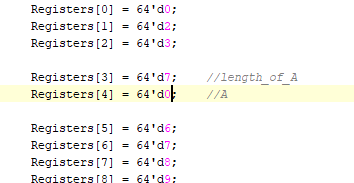 Registers[0] = 64'd0;
Registers[1] = 64'd2;
Registers[2] = 64'd3;
Registers[3] = 64'd7; //length_of_A
Registers[4] = 64'd0; //A
Registers[5] = 64'd6;
Registers[6] = 64'd7;
Registers[7] = 64'd8;
Registers[8] = 64'd9;